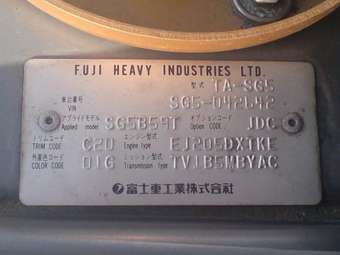 FUJI HEAVY INDUSTRIES LTD.
型式 TA-SG5
車台番号 VIN SG5-042642
アプライドモデル Applied model SG5B59T オプションコード Option CODE JDC
トリムコード TRIM CODE C20 エンジン型式 Engine type EJ205DXTKE
外装色コード COLOR CODE 01G ミッション型式 Transmission type TV1B5MBYAC
富士重工業株式会社